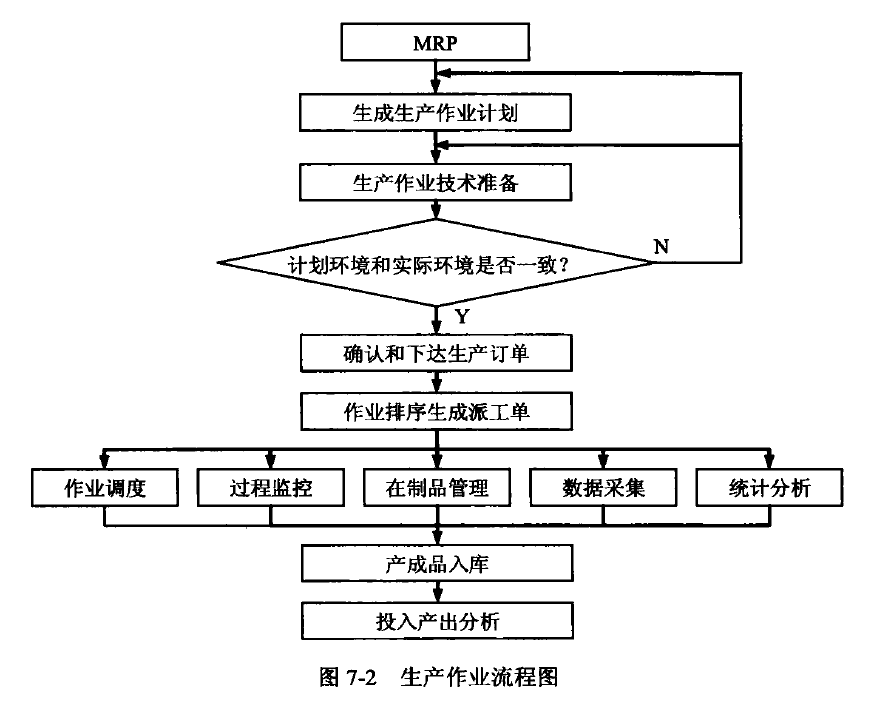 MRP
生成生产作业计划
生产作业技术准备
计划环境和实际环境是否一致？
N
Y
确认和下达生产订单
作业排序生成派工单
作业调度
过程监控
在制品管理
数据采集
统计分析
产成品入库
投入产出分析
图 7-2 生产作业流程图